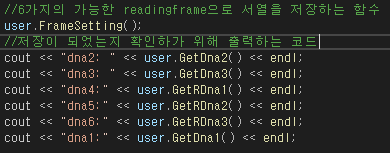 //6가지의 가능한 readingframe으로 서열을 저장하는 함수
user.FrameSetting();
//저장이 되었는지 확인하가 위해 출력하는 코드
cout << "dna2: " << user.GetDna2() << endl;
cout << "dna3: " << user.GetDna3() << endl;
cout << "dna4:" << user.GetRDna1() << endl;
cout << "dna5:" << user.GetRDna2() << endl;
cout << "dna6:" << user.GetRDna3() << endl;
cout << "dna1:" << user.GetDna1() << endl;